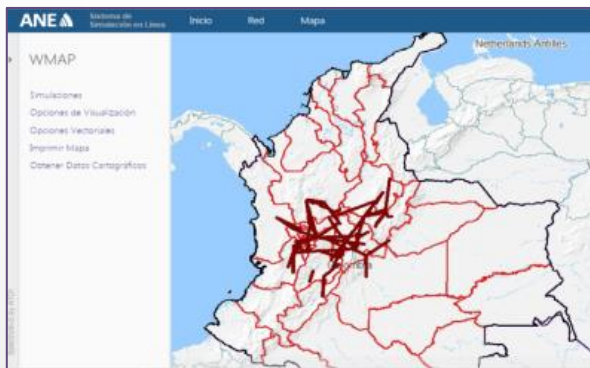 ANE
Sistema de
Simulación en Línea
Inicio
Red
Mapa
WMAP
Simulaciones
Opciones de Visualización
Opciones Vectoriales
Imprimir Mapa
Obtener Datos Cartográficos
Netherlands Antilles